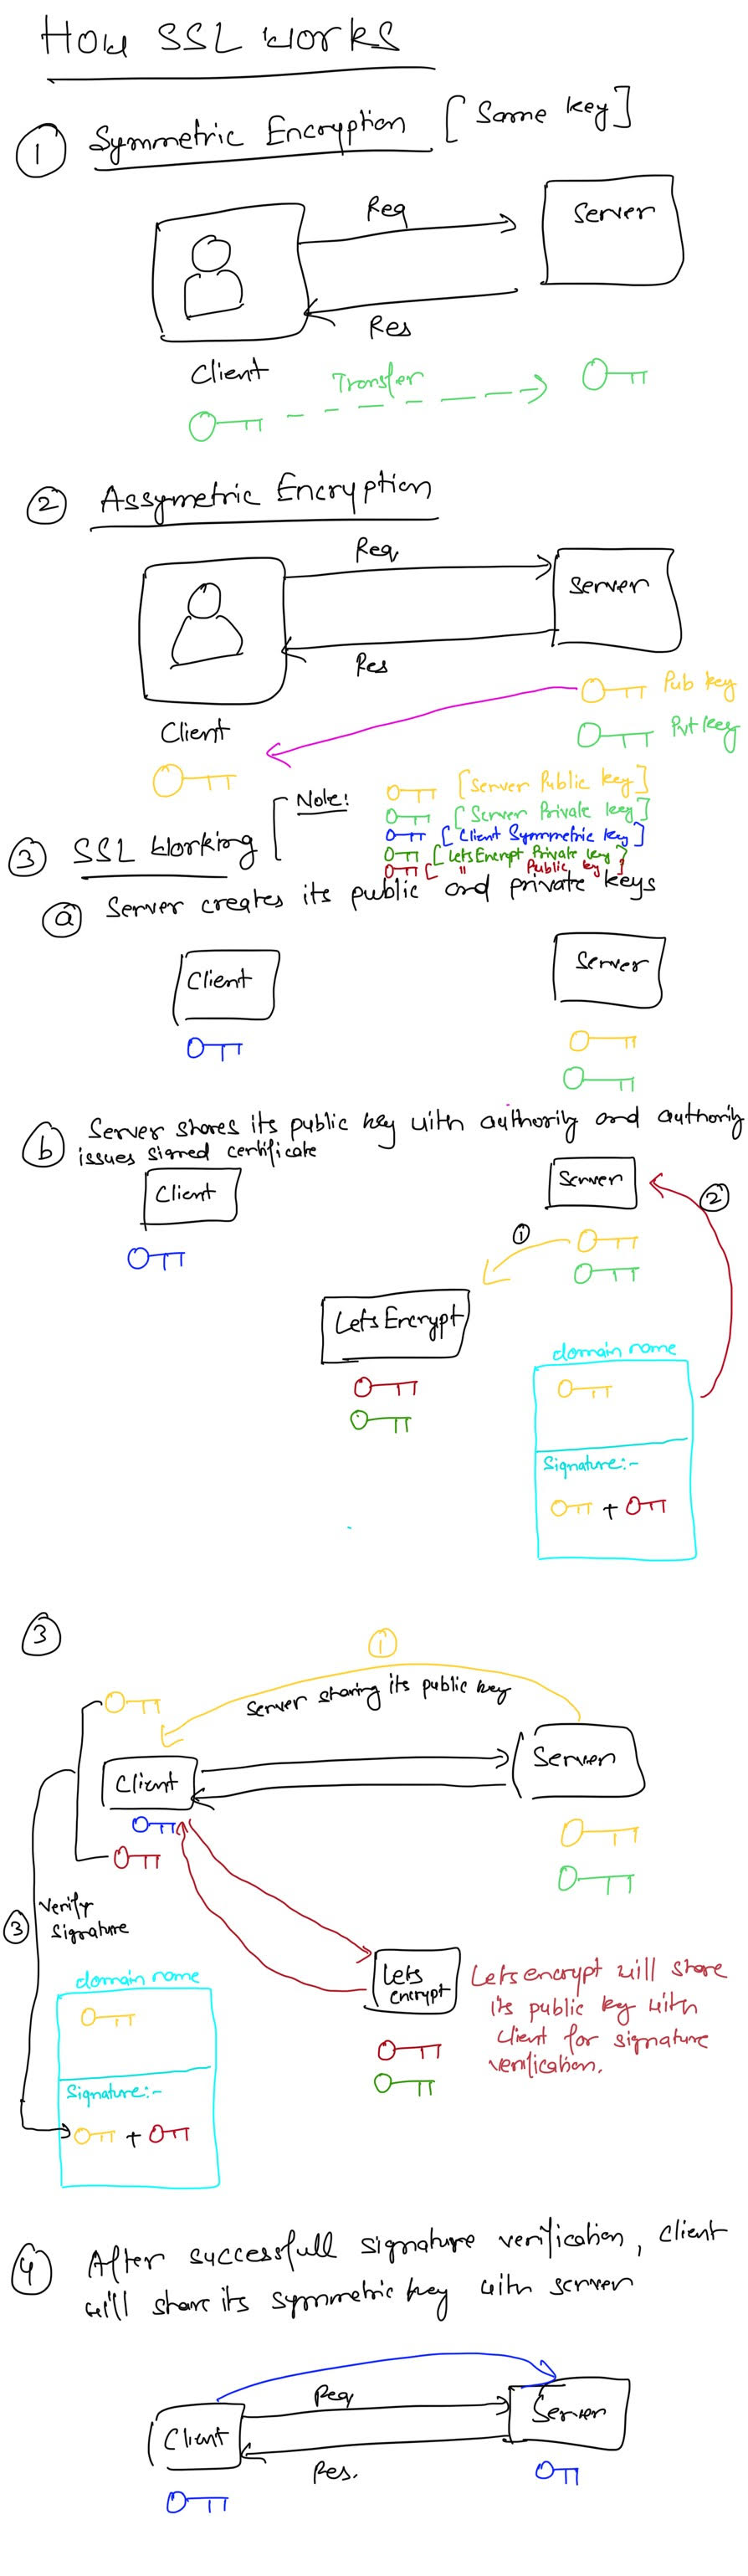 How SSL Works
① Symmetric Encryption [Same key]
Req
Server
Res
Client
Transfer
② Assymetric Encryption
Req
Server
Res
Pub key
Client
Pvt key
Note:
[Server Public key]
[Server Private key]
[Client Symmmetric key]
③ SSL Working
[LetsEncrypt Private key]
[ " Public key]
ⓐ Server creates its public and private keys
Client
Server
ⓑ Server shares its public key with authority and authority
issues signed certificate
Client
Server
②
①
LetsEncrypt
domain name
Signature:-
+
③
①
Server sharing its public key
Client
Server
③ Verify
Signature
Lets
encrypt
Letsencrypt will share
its public key with
client for signature
verification.
domain name
Signature:-
+
④ After successfull signature verification, client
will share its symmetric key with server
Req
Client
Server
Res.